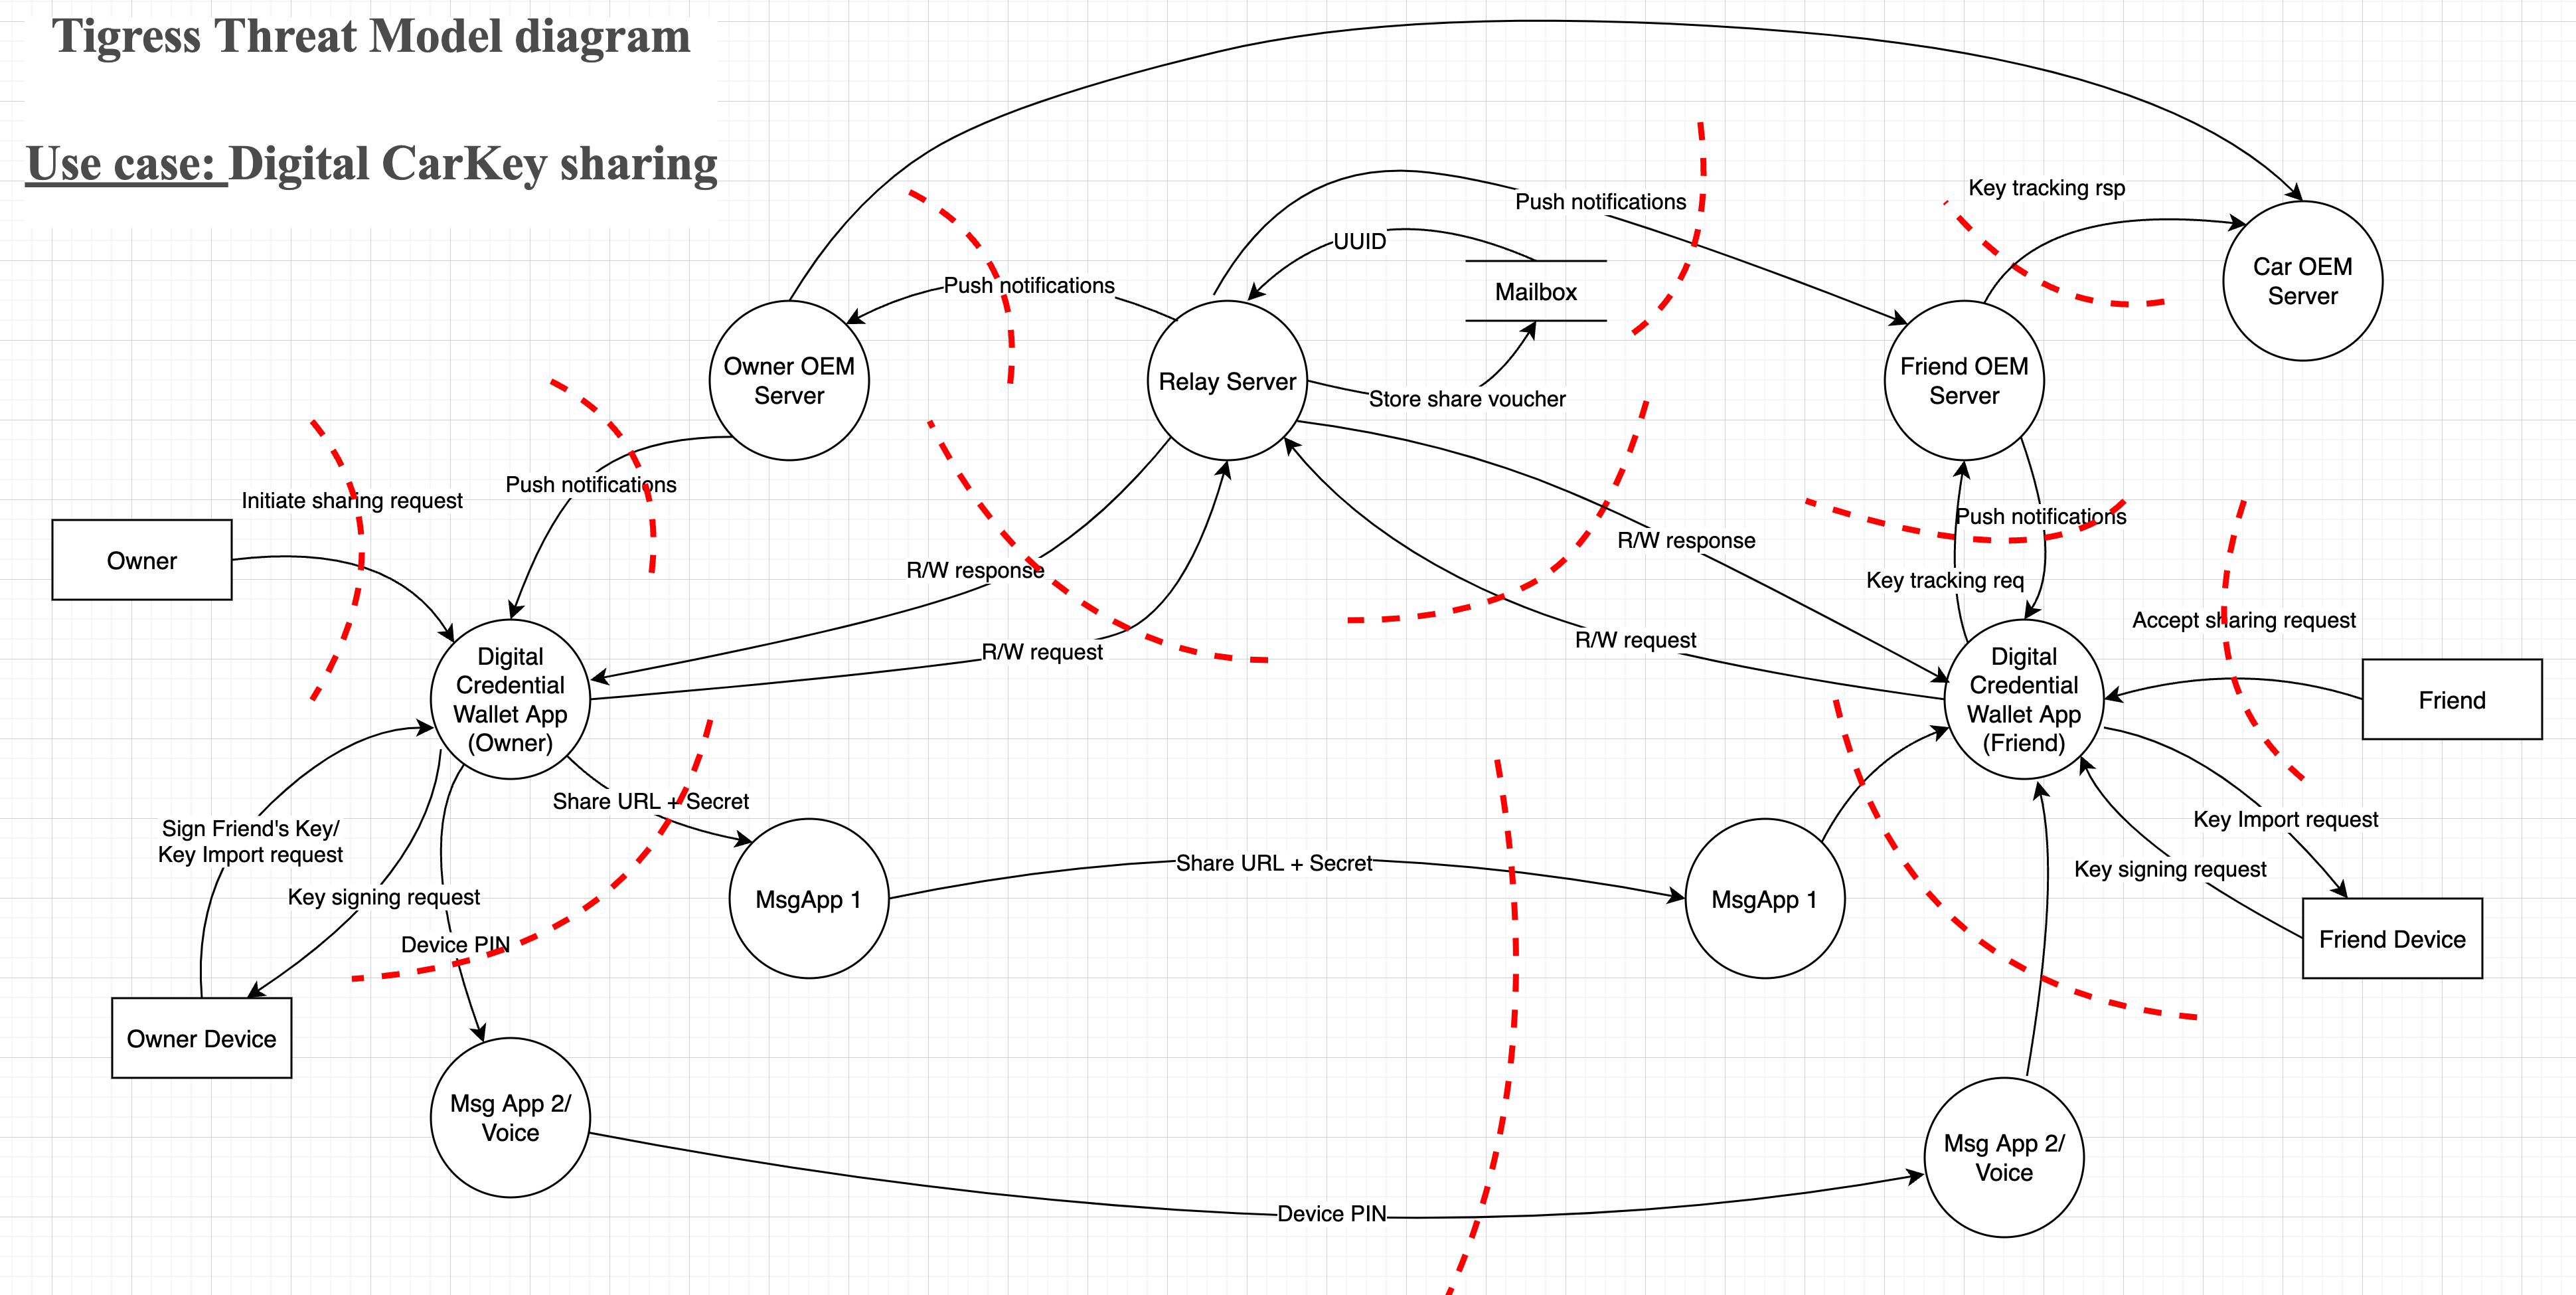 Tigress Threat Model diagram
Use case: Digital CarKey sharing
Key tracking rsp
Push notifications
UUID
Car OEM
Server
Push notifications
Mailbox
Owner OEM
Server
Relay Server
Friend OEM
Server
Store share voucher
Push notifications
Initiate sharing request
Push notifications
R/W response
Owner
R/W response
Key tracking req
Accept sharing request
R/W request
R/W request
Digital
Credential
Wallet App
(Owner)
Digital
Credential
Wallet App
(Friend)
Friend
Share URL + Secret
Key Import request
Sign Friend's Key/
Key Import request
Share URL + Secret
Key signing request
Key signing request
MsgApp 1
MsgApp 1
Device PIN
Friend Device
Owner Device
Msg App 2/
Voice
Msg App 2/
Voice
Device PIN